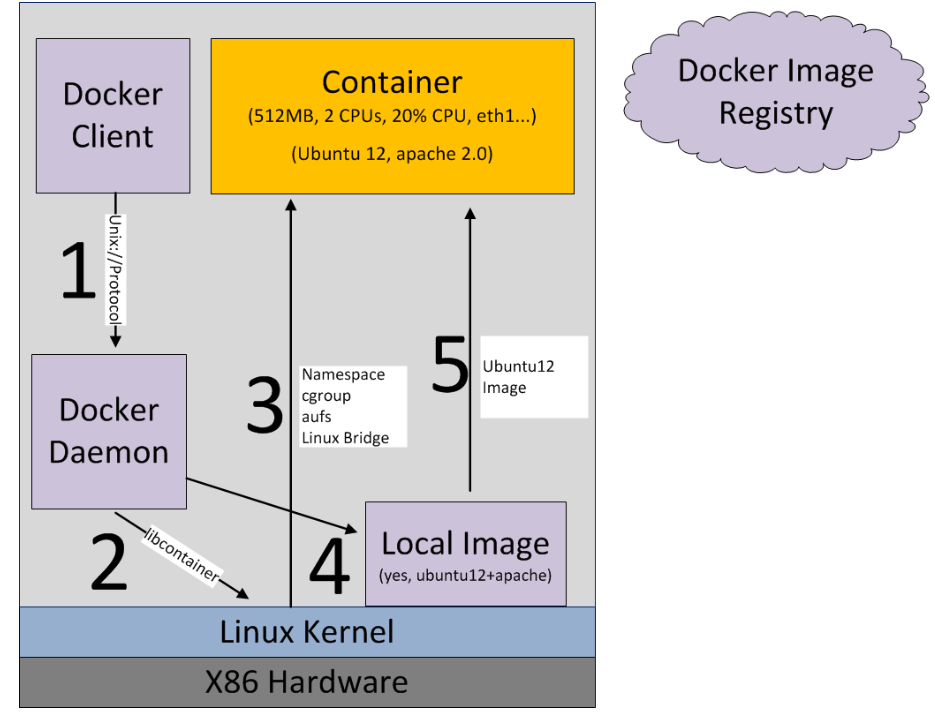 Docker
Client
Container
(512MB, 2 CPUs, 20% CPU, eth1...)
(Ubuntu 12, apache 2.0)
Docker Image
Registry
1
Unix://Protocol
Docker
Daemon
3
Namespace
cgroup
aufs
Linux Bridge
5
Ubuntu12
Image
2
libcontainer
4
Local Image
(yes, ubuntu12+apache)
Linux Kernel
X86 Hardware